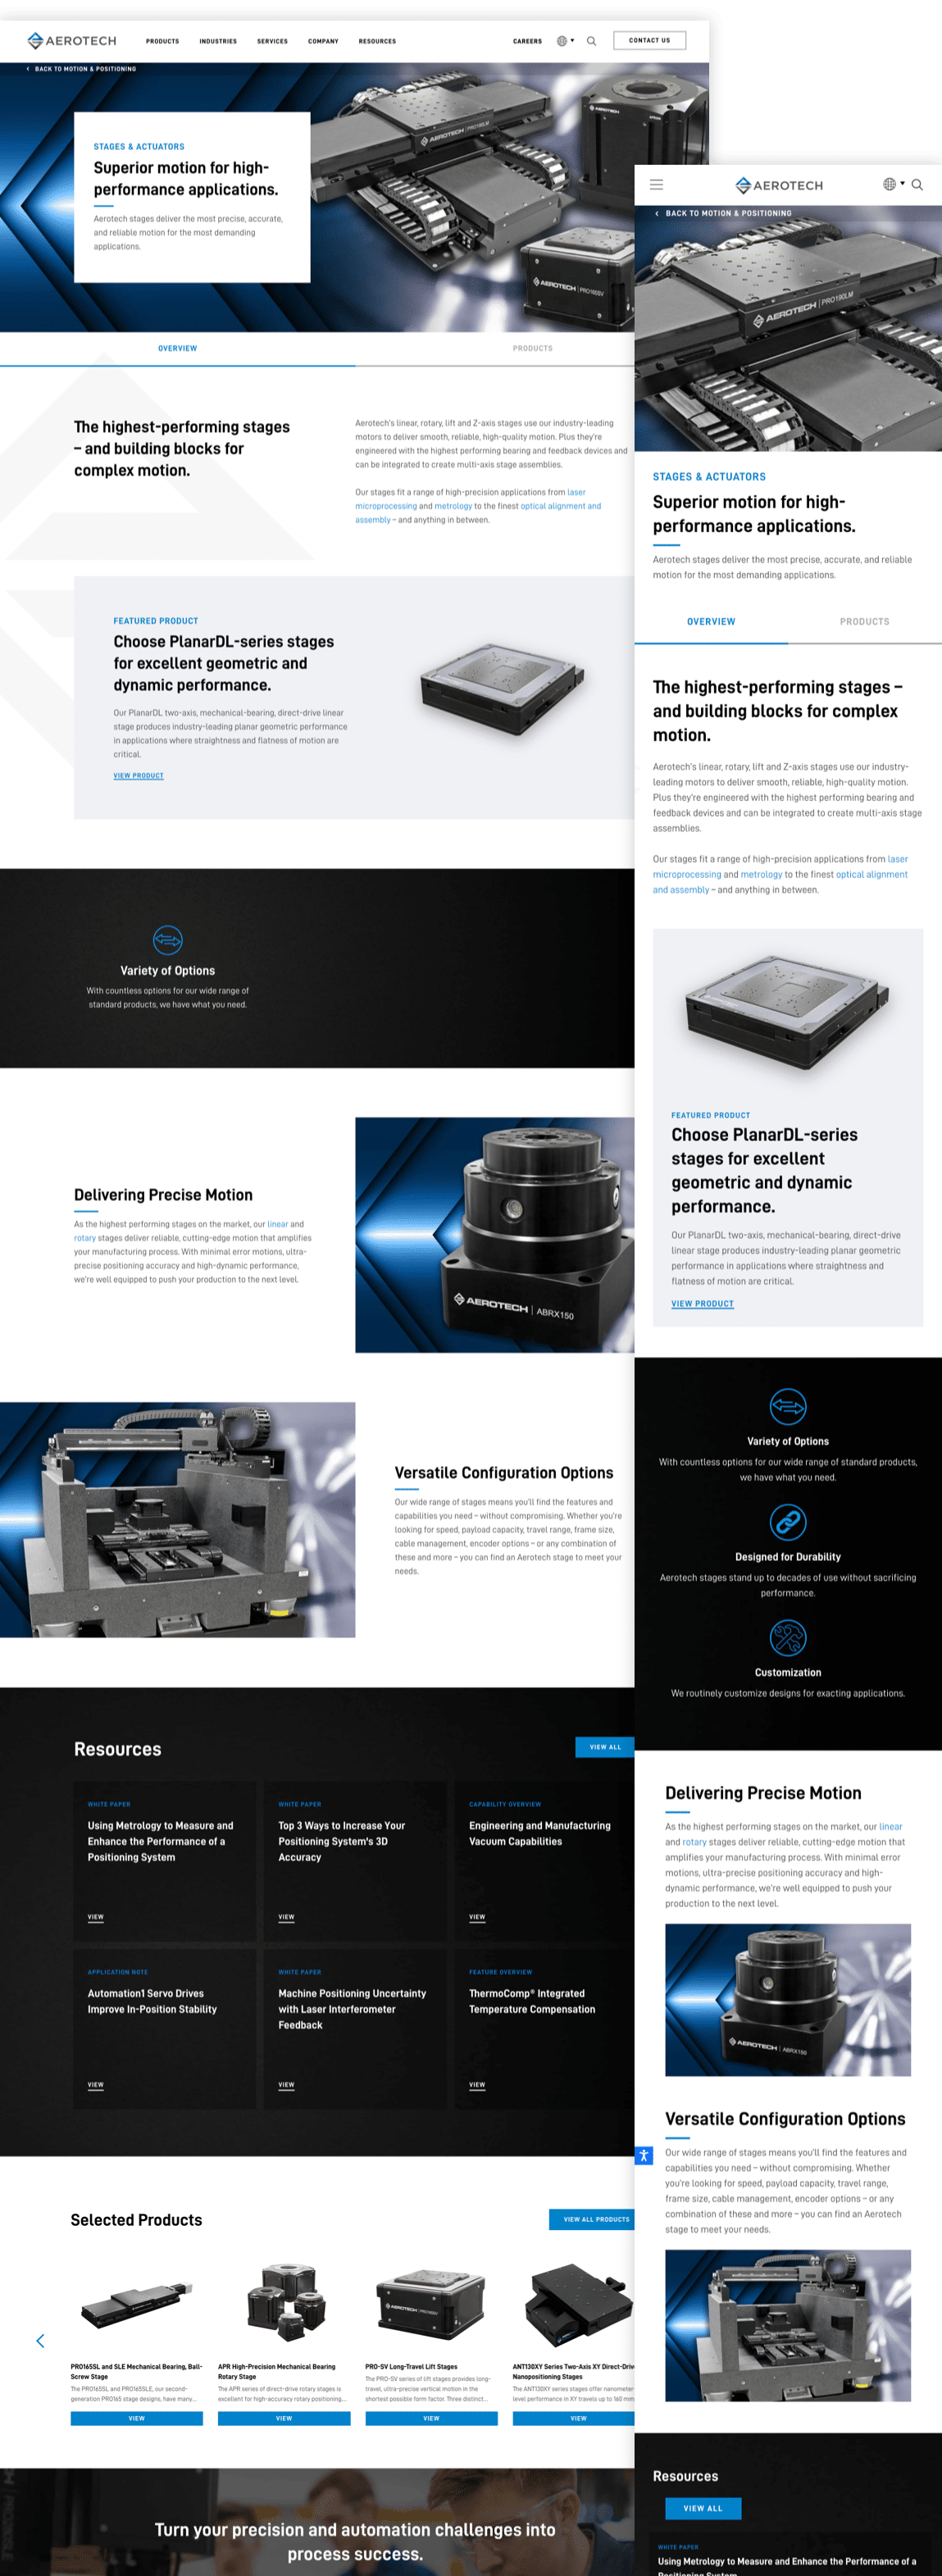 AEROTECH
PRODUCTS
INDUSTRIES
SERVICES
COMPANY
RESOURCES
CAREERS
CONTACT US
BACK TO MOTION & POSITIONING
STAGES & ACTUATORS
Superior motion for high-
performance applications.
Aerotech stages deliver the most precise, accurate,
and reliable motion for the most demanding
applications.
AEROTECH PRO190LM
AEROTECH
AEROTECH PRO165SV
OVERVIEW
PRODUCTS
The highest-performing stages
– and building blocks for
complex motion.
Aerotech's linear, rotary, lift and Z-axis stages use our industry-leading
motors to deliver smooth, reliable, high-quality motion. Plus they're
engineered with the highest performing bearing and feedback devices and
can be integrated to create multi-axis stage assemblies.
Our stages fit a range of high-precision applications from laser
microprocessing and metrology to the finest optical alignment and
assembly – and anything in between.
FEATURED PRODUCT
Choose PlanarDL-series stages
for excellent geometric and
dynamic performance.
Our PlanarDL two-axis, mechanical-bearing, direct-drive linear
stage produces industry-leading planar geometric performance
in applications where straightness and flatness of motion are
critical.
VIEW PRODUCT
Variety of Options
With countless options for our wide range of
standard products, we have what you need.
Delivering Precise Motion
As the highest performing stages on the market, our linear and
rotary stages deliver reliable, cutting-edge motion that amplifies
your manufacturing process. With minimal error motions, ultra-
precise positioning accuracy and high-dynamic performance,
we're well equipped to push your production to the next level.
AEROTECH ABRX150
Versatile Configuration Options
Our wide range of stages means you'll find the features and
capabilities you need – without compromising. Whether you're
looking for speed, payload capacity, travel range, frame size,
cable management, encoder options – or any combination of
these and more – you can find an Aerotech stage to meet your
needs.
Resources
VIEW ALL
WHITE PAPER
Using Metrology to Measure and
Enhance the Performance of a
Positioning System
VIEW
WHITE PAPER
Top 3 Ways to Increase Your
Positioning System's 3D
Accuracy
VIEW
CAPABILITY OVERVIEW
Engineering and Manufacturing
Vacuum Capabilities
VIEW
APPLICATION NOTE
Automation1 Servo Drives
Improve In-Position Stability
VIEW
WHITE PAPER
Machine Positioning Uncertainty
with Laser Interferometer
Feedback
VIEW
FEATURE OVERVIEW
ThermoComp® Integrated
Temperature Compensation
VIEW
Selected Products
VIEW ALL PRODUCTS
PRO165SL and SLE Mechanical Bearing, Ball-
Screw Stage
The PRO165SL and PRO165SLE, our second-
generation PRO165 stage designs, have many...
VIEW
APR High-Precision Mechanical Bearing
Rotary Stage
The APR series of direct-drive rotary stages is
excellent for high-accuracy rotary positioning...
VIEW
PRO-SV Long-Travel Lift Stages
The PRO-SV series of lift stages provides long-
travel, ultra-precise vertical motion in the
shortest possible form factor. Three distinct...
VIEW
ANT130XY Series Two-Axis XY Direct-Driv
Nanopositioning Stages
The ANT130XY series stages offer nanometer-
level performance in XY travels up to 160 mm
VIEW
Turn your precision and automation challenges into
process success.
AEROTECH
BACK TO MOTION & POSITIONING
AEROTECH PRO190LM
STAGES & ACTUATORS
Superior motion for high-
performance applications.
Aerotech stages deliver the most precise, accurate, and reliable
motion for the most demanding applications.
OVERVIEW
PRODUCTS
The highest-performing stages –
and building blocks for complex
motion.
Aerotech's linear, rotary, lift and Z-axis stages use our industry-
leading motors to deliver smooth, reliable, high-quality motion.
Plus they're engineered with the highest performing bearing and
feedback devices and can be integrated to create multi-axis stage
assemblies.
Our stages fit a range of high-precision applications from laser
microprocessing and metrology to the finest optical alignment
and assembly – and anything in between.
FEATURED PRODUCT
Choose PlanarDL-series
stages for excellent
geometric and dynamic
performance.
Our PlanarDL two-axis, mechanical-bearing, direct-drive
linear stage produces industry-leading planar geometric
performance in applications where straightness and
flatness of motion are critical.
VIEW PRODUCT
Variety of Options
With countless options for our wide range of standard products,
we have what you need.
Designed for Durability
Aerotech stages stand up to decades of use without sacrificing
performance.
Customization
We routinely customize designs for exacting applications.
Delivering Precise Motion
As the highest performing stages on the market, our linear
and rotary stages deliver reliable, cutting-edge motion that
amplifies your manufacturing process. With minimal error
motions, ultra-precise positioning accuracy and high-
dynamic performance, we're well equipped to push your
production to the next level.
AEROTECH ABRX150
Versatile Configuration Options
Our wide range of stages means you'll find the features and
capabilities you need – without compromising. Whether
you're looking for speed, payload capacity, travel range,
frame size, cable management, encoder options – or any
combination of these and more – you can find an Aerotech
stage to meet your needs.
Resources
VIEW ALL
WHITE PAPER
Using Metrology to Measure and Enhance the Performance of a
Positioning System